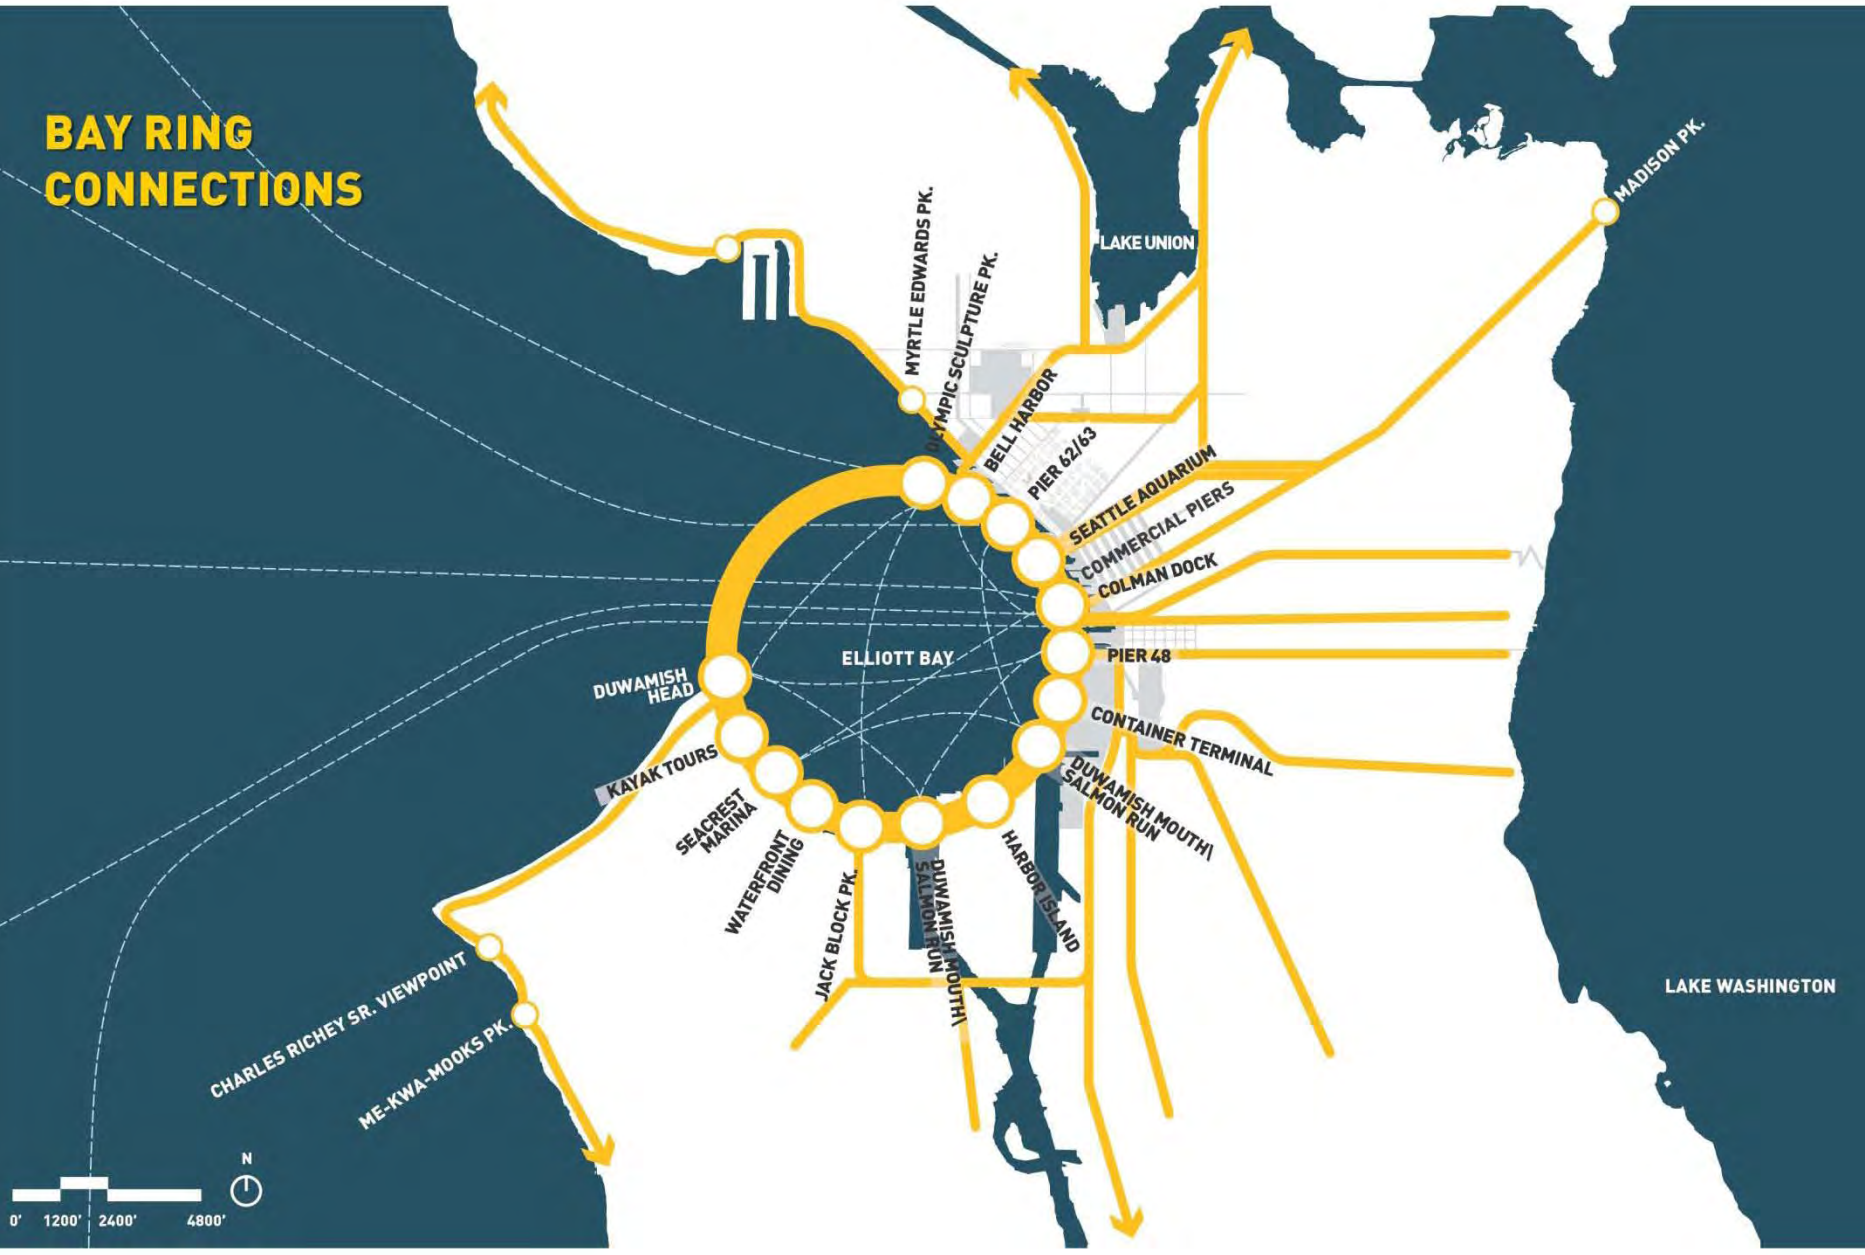 BAY RING
CONNECTIONS
MADISON PK.
LAKE UNION
MYRTLE EDWARDS PK.
OLYMPIC SCULPTURE PK.
BELL HARBOR
PIER 62/63
SEATTLE AQUARIUM
COMMERCIAL PIERS
COLMAN DOCK
ELLIOTT BAY
PIER 48
DUWAMISH
HEAD
CONTAINER TERMINAL
KAYAK TOURS
DUWAMISH MOUTH\
SALMON RUN
SEACREST
MARINA
WATERFRONT
DINING
JACK BLOCK PK.
DUWAMISH MOUTH\
SALMON RUN
HARBOR ISLAND
CHARLES RICHEY SR. VIEWPOINT
ME-KWA-MOOKS PK.
LAKE WASHINGTON
N
0' 1200' 2400' 4800'